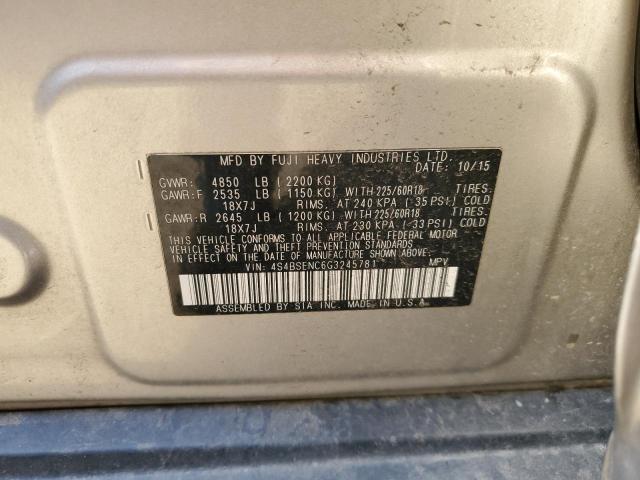 MFD BY FUJI HEAVY INDUSTRIES LTD.
DATE: 10/15
GVWR: 4850 LB (2200 KG)
GAWR:F 2535 LB (1150 KG) WITH 225/60R18 TIRES.
18X7J RIMS. AT 240 KPA (35 PSI) COLD
GAWR:R 2645 LB (1200 KG) WITH 225/60R18 TIRES.
18X7J RIMS. AT 230 KPA (33 PSI) COLD
THIS VEHICLE CONFORMS TO ALL APPLICABLE FEDERAL MOTOR
VEHICLE SAFETY AND THEFT PREVENTION STANDARDS IN EFFECT
ON THE DATE OF MANUFACTURE SHOWN ABOVE.
VIN: 4S4BSENC6G3245781 MPV
ASSEMBLED BY SIA INC. MADE IN U.S.A.